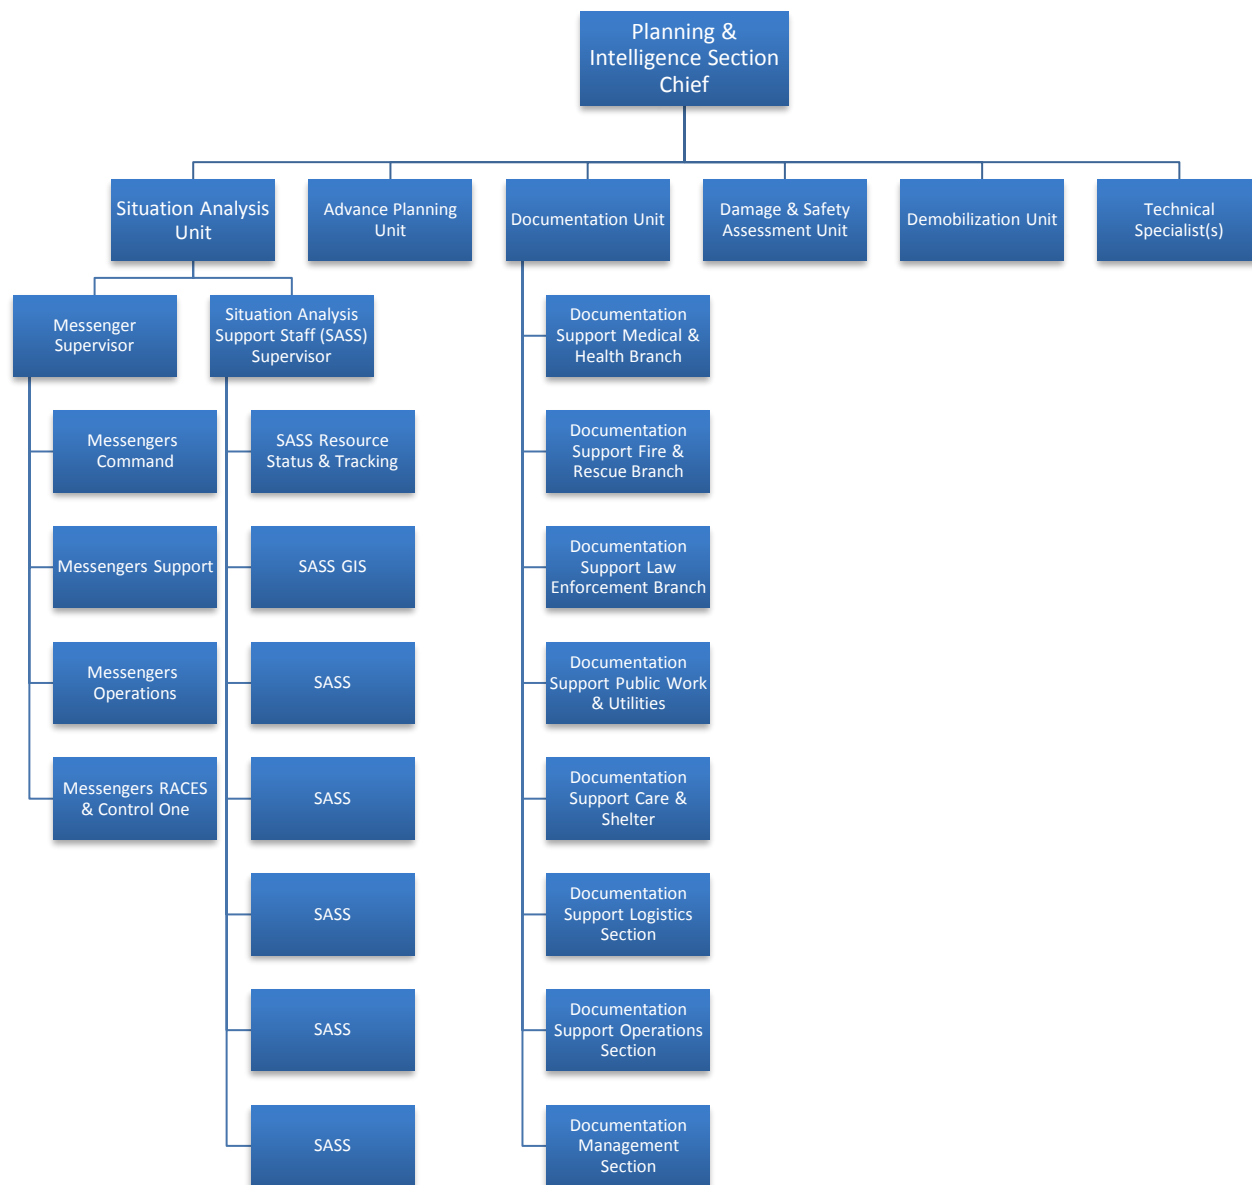 Planning &
Intelligence Section
Chief
Situation Analysis
Unit
Advance Planning
Unit
Documentation Unit
Damage & Safety
Assessment Unit
Demobilization Unit
Technical
Specialist(s)
Messenger
Supervisor
Situation Analysis
Support Staff (SASS)
Supervisor
Messengers
Command
Messengers Support
Messengers
Operations
Messengers RACES
& Control One
SASS Resource
Status & Tracking
SASS GIS
SASS
SASS
SASS
SASS
SASS
Documentation
Support Medical &
Health Branch
Documentation
Support Fire &
Rescue Branch
Documentation
Support Law
Enforcement Branch
Documentation
Support Public Work
& Utilities
Documentation
Support Care &
Shelter
Documentation
Support Logistics
Section
Documentation
Support Operations
Section
Documentation
Management
Section